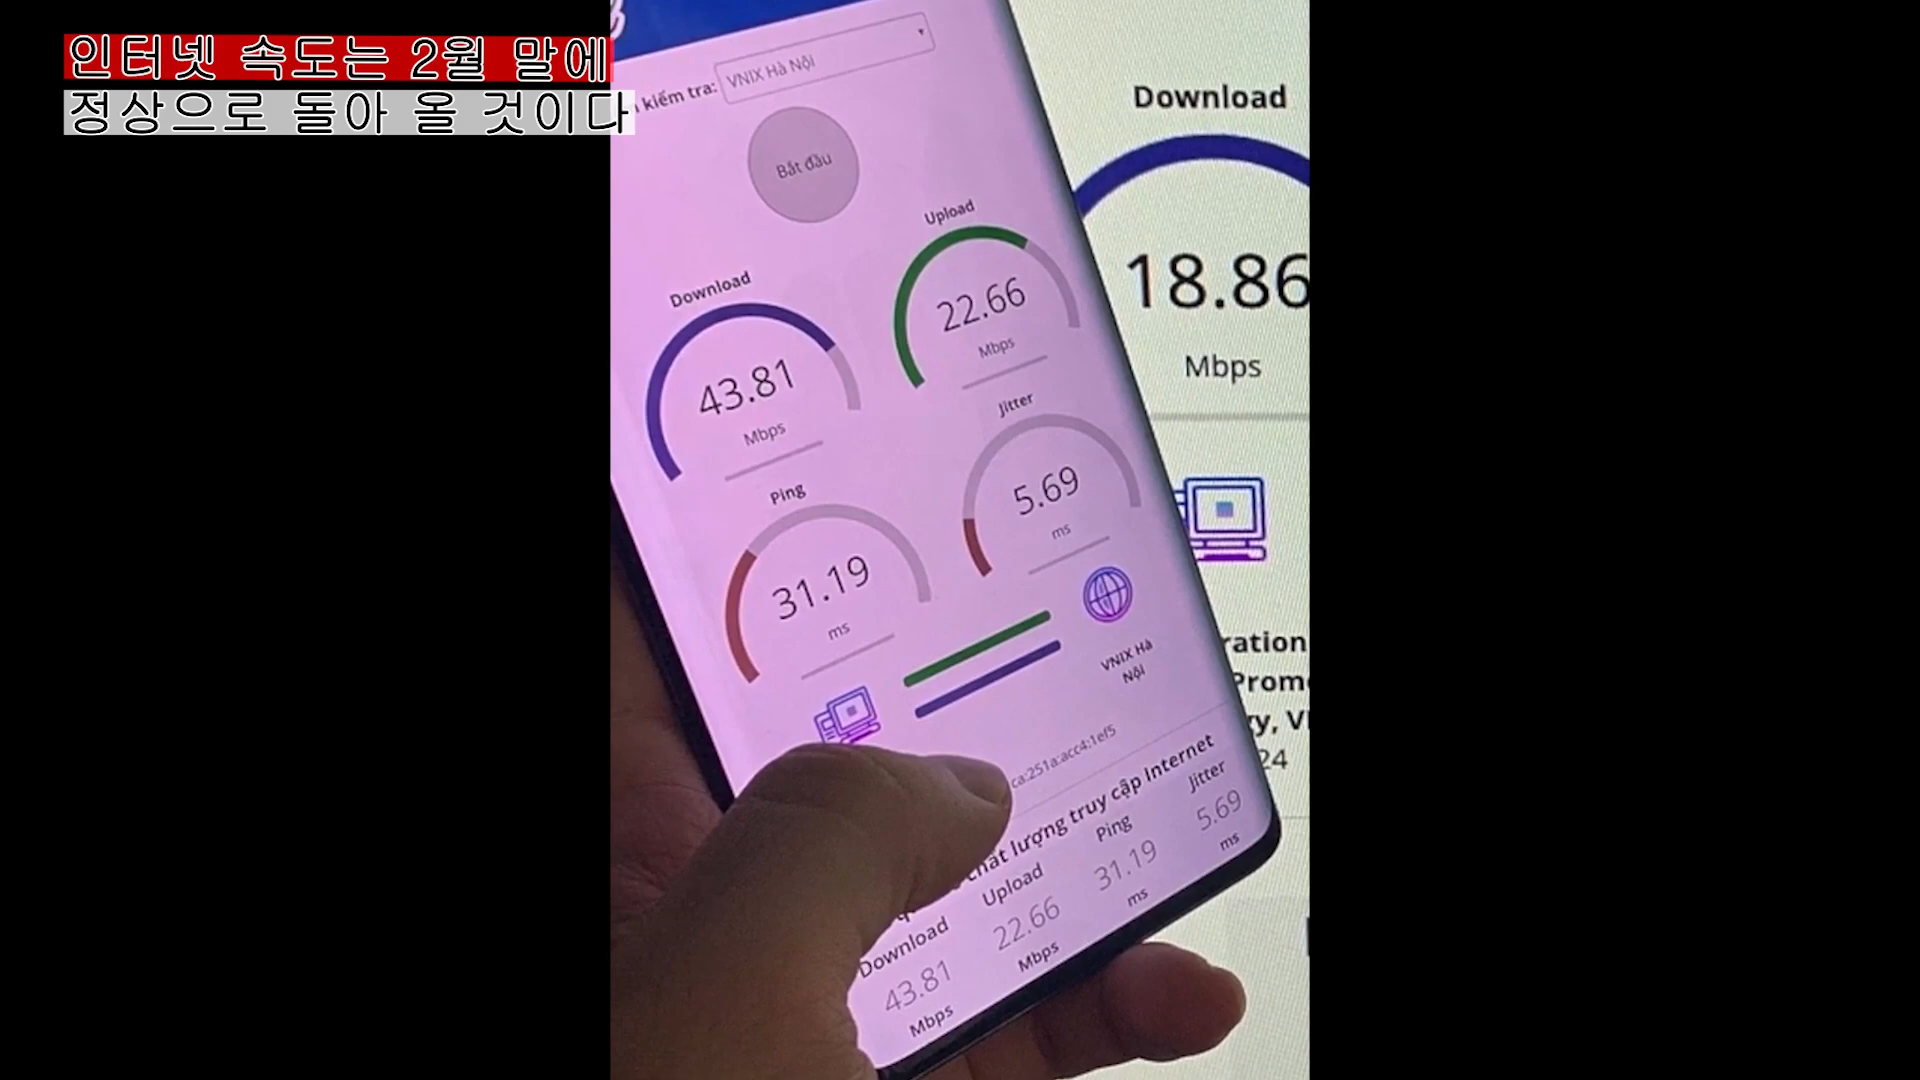 인터넷 속도는 2월 말에
정상으로 돌아 올 것이다
kiểm tra:
VNIX Hà Nội
Bắt đầu
Download
43.81
Mbps
Upload
22.66
Mbps
Ping
31.19
ms
Jitter
5.69
ms
VNIX Hà
Nội
ca:251a:acc4:1ef5
chất lượng truy cập Internet
Download
43.81
Mbps
Upload
22.66
Mbps
Ping
31.19
ms
Jitter
5.69
ms
Download
18.86
Mbps